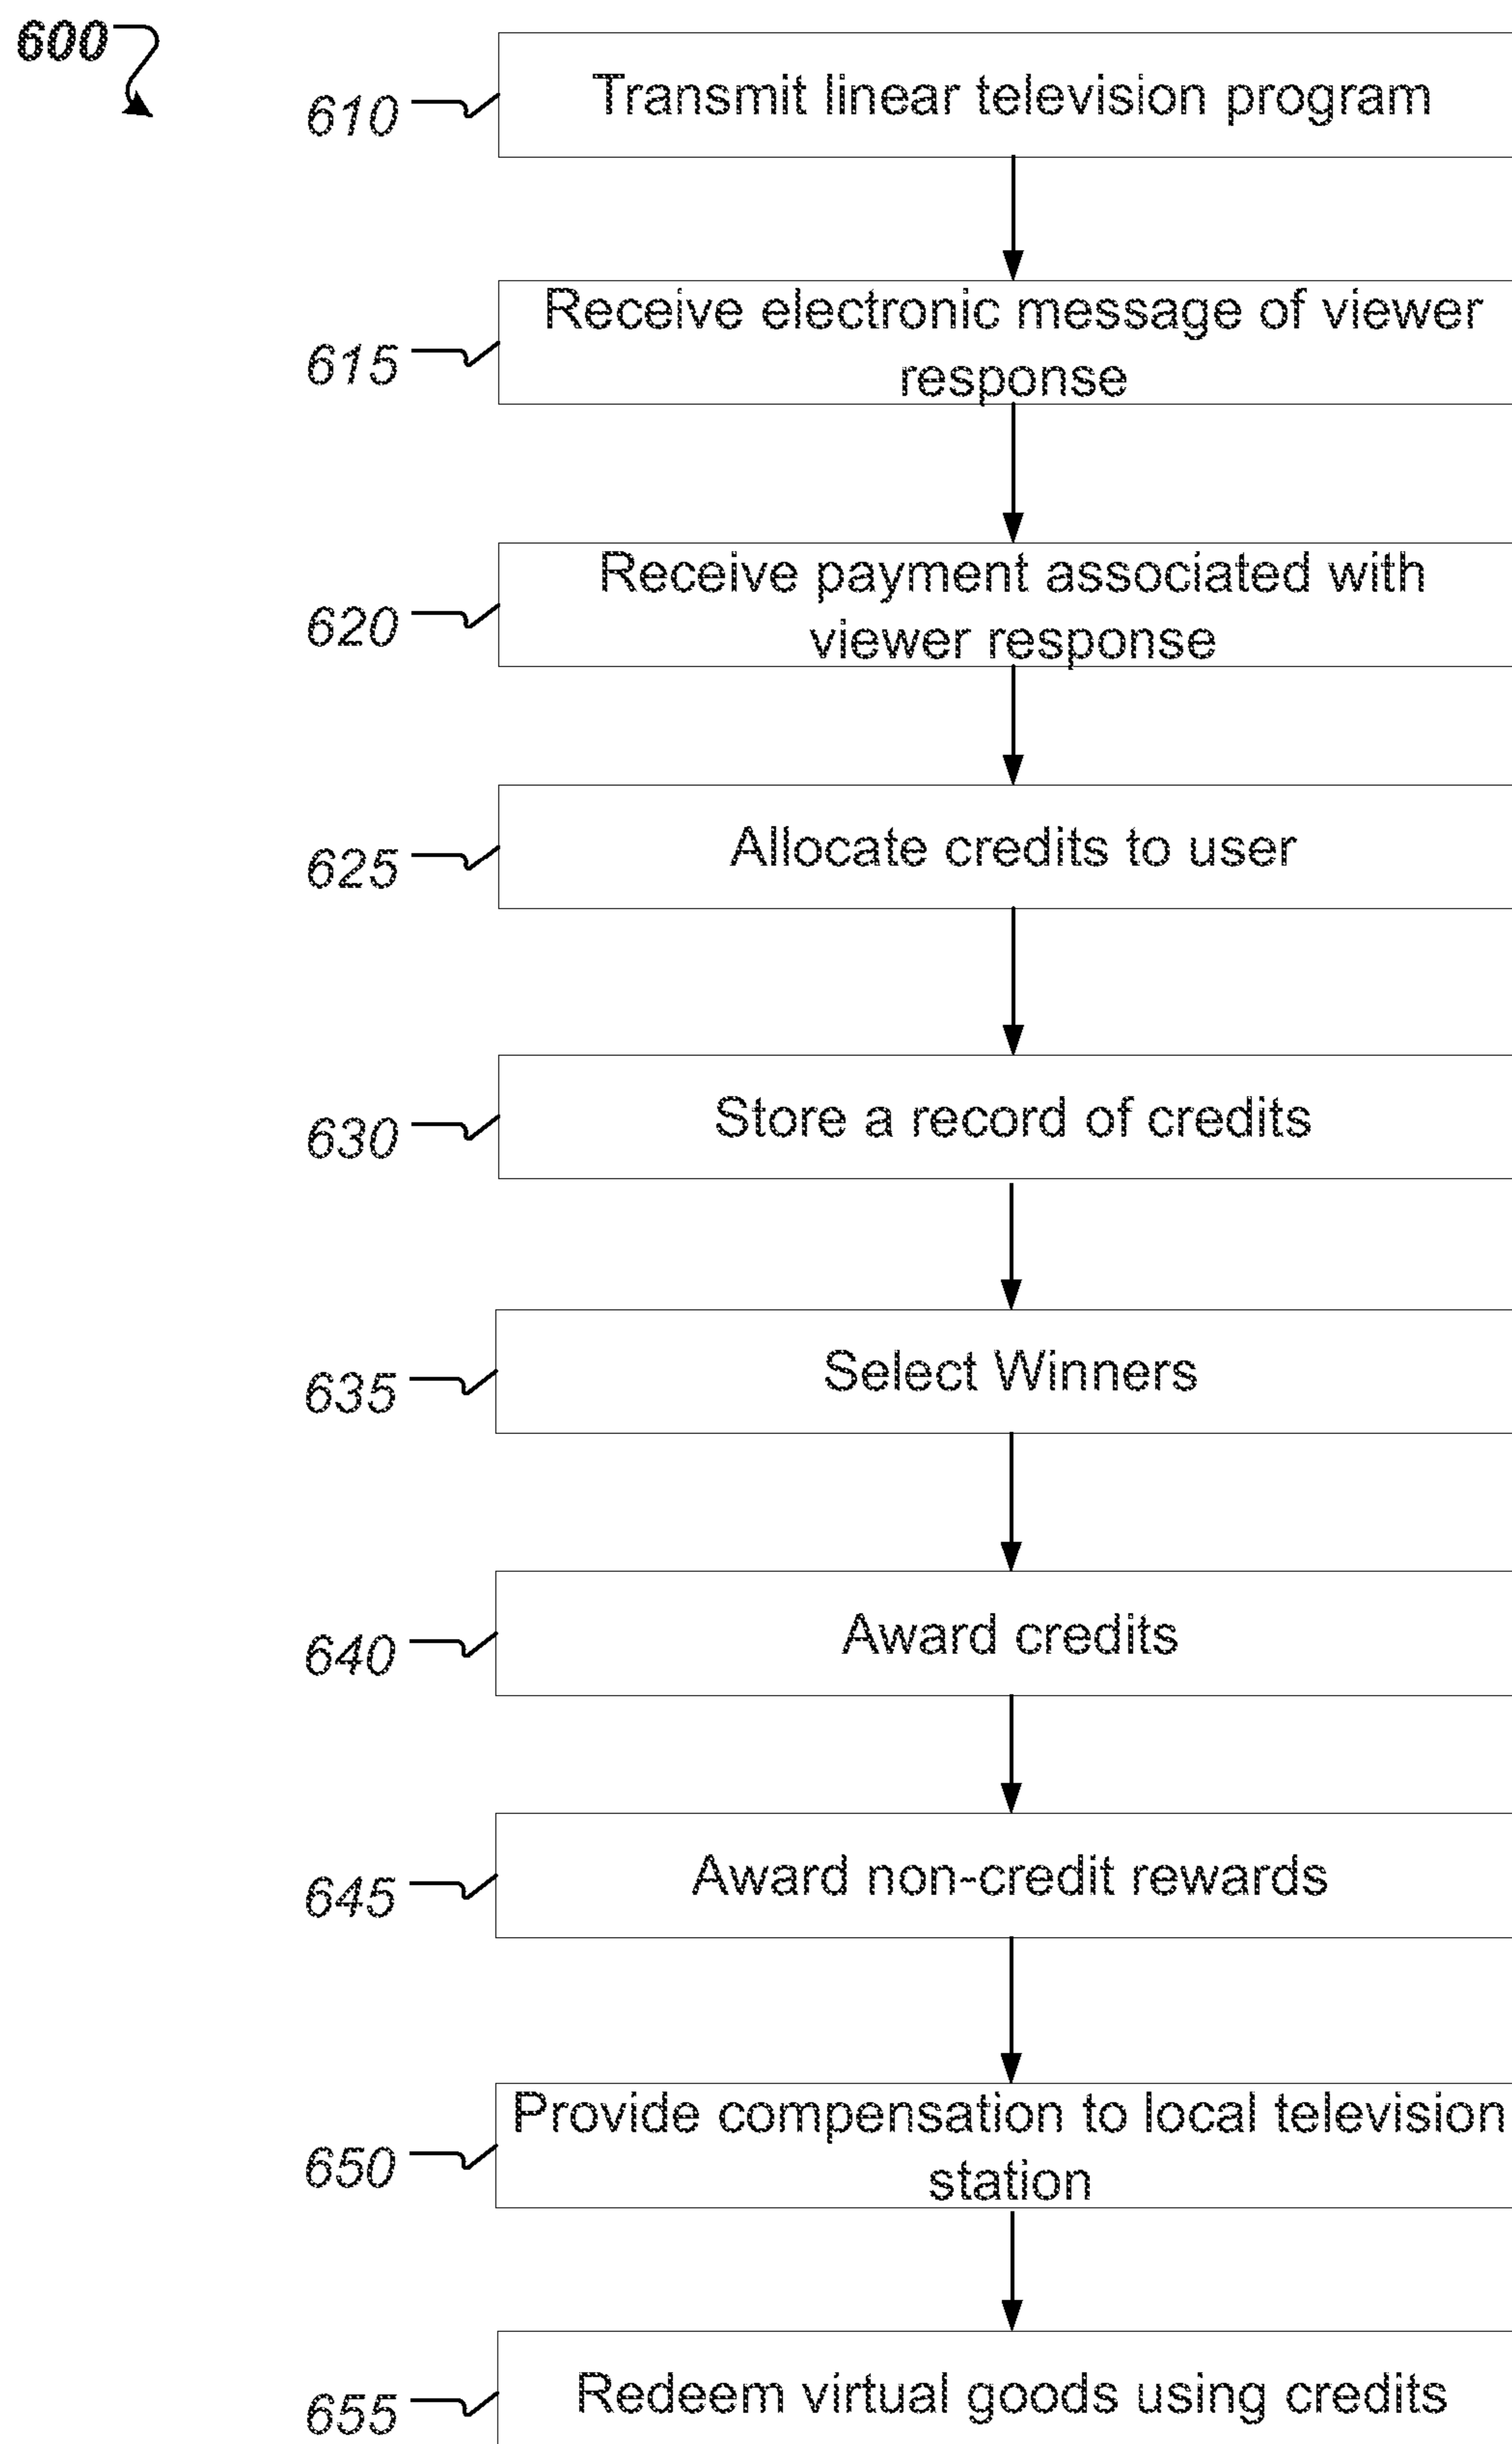 600
610
Transmit linear television program
615
Receive electronic message of viewer
response
620
Receive payment associated with
viewer response
625
Allocate credits to user
630
Store a record of credits
635
Select Winners
640
Award credits
645
Award non-credit rewards
650
Provide compensation to local television
station
655
Redeem virtual goods using credits